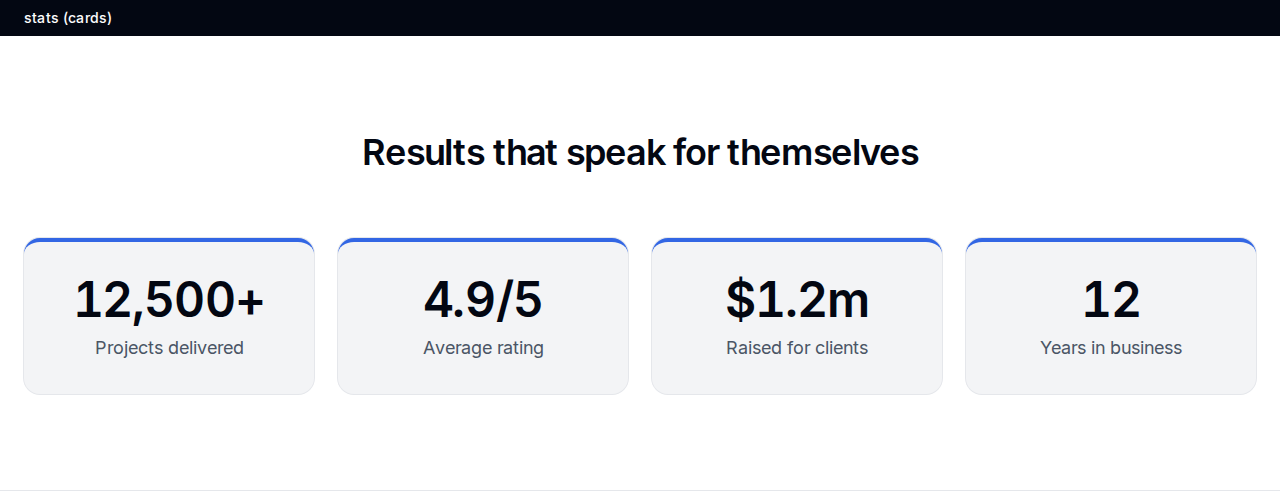 stats (cards)
Results that speak for themselves
12,500+
Projects delivered
4.9/5
Average rating
$1.2m
Raised for clients
12
Years in business